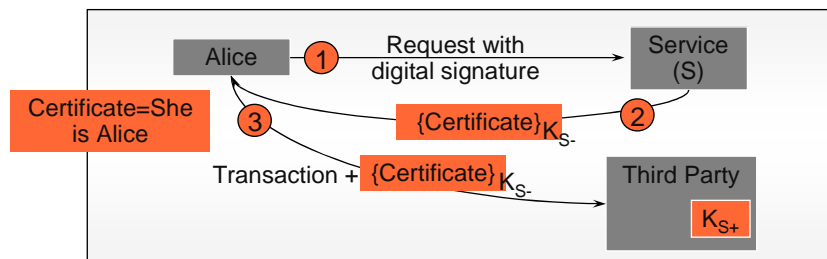 Alice
1
Request with
digital signature
Service
(S)
Certificate=She
is Alice
3
{Certificate}KS-
2
Transaction + {Certificate}KS-
Third Party
KS+